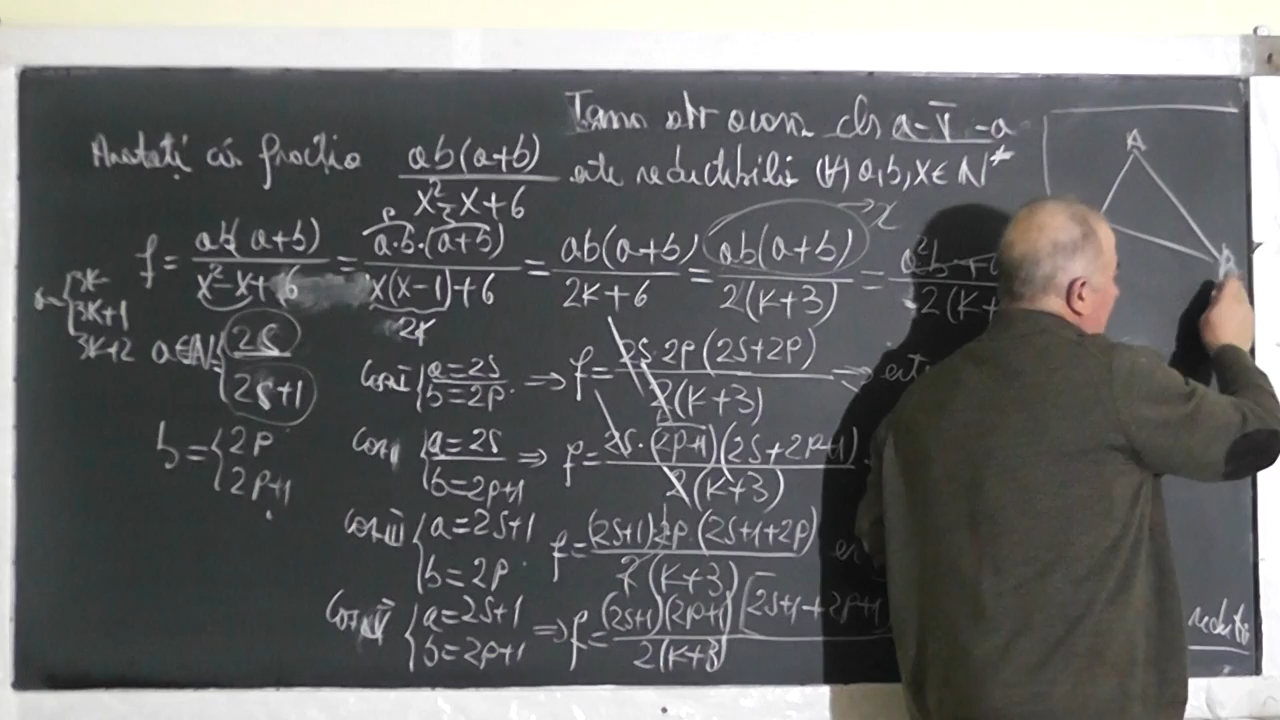 a-V-a
Arătați că fracția ab(a+b)/(x²-x+6) este reductibilă (∀) a,b,x∈N*
f = ab(a+b)/(x²-x+6) = a·b·(a+b)/(x(x-1)+6) = ab(a+b)/(2K+6) = ab(a+b)/(2(K+3)) =
2K
3K
3K+1
3K+2
a∈N = { 2s
2s+1
b = { 2p
2p+1
Cazul I { a=2s
b=2p ⇒ f = 2s·2p(2s+2p)/(2(K+3)) ⇒
Caz II { a=2s
b=2p+1 ⇒ f = 2s·(2p+1)(2s+2p+1)/(2(K+3))
Caz III { a=2s+1
b=2p f = (2s+1)2p·(2s+1+2p)/(2(K+3))
Caz IV { a=2s+1
b=2p+1 ⇒ f = (2s+1)(2p+1)(2s+1+2p+1)/(2(K+3))
A